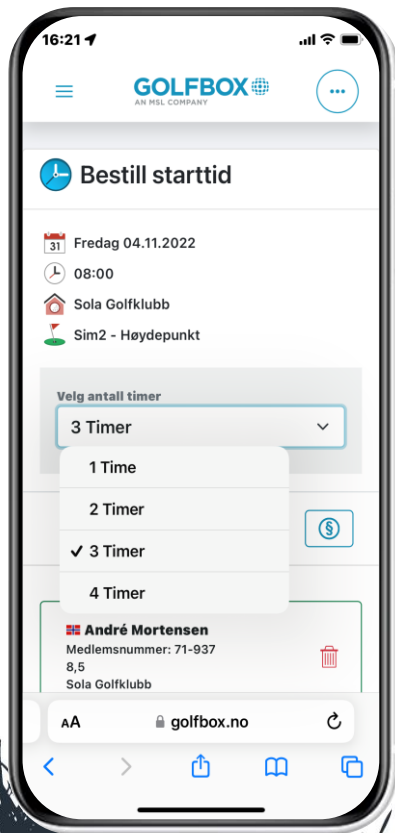 16:21
GOLFBOX
AN MSL COMPANY
Bestill starttid
31 Fredag 04.11.2022
08:00
Sola Golfklubb
Sim2 - Høydepunkt
Velg antall timer
3 Timer
1 Time
2 Timer
✓ 3 Timer
4 Timer
§
André Mortensen
Medlemsnummer: 71-937
8,5
Sola Golfklubb
AA golfbox.no